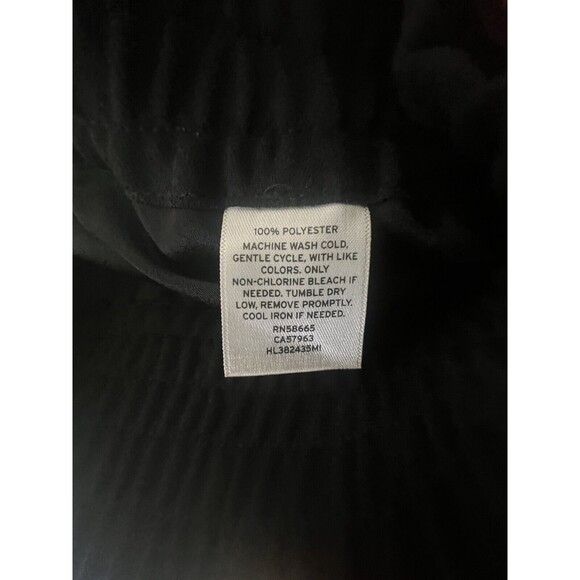 100% POLYESTER
MACHINE WASH COLD,
GENTLE CYCLE, WITH LIKE
COLORS. ONLY
NON-CHLORINE BLEACH IF
NEEDED. TUMBLE DRY
LOW, REMOVE PROMPTLY.
COOL IRON IF NEEDED.
RN58665
CA57963
HL382435MI